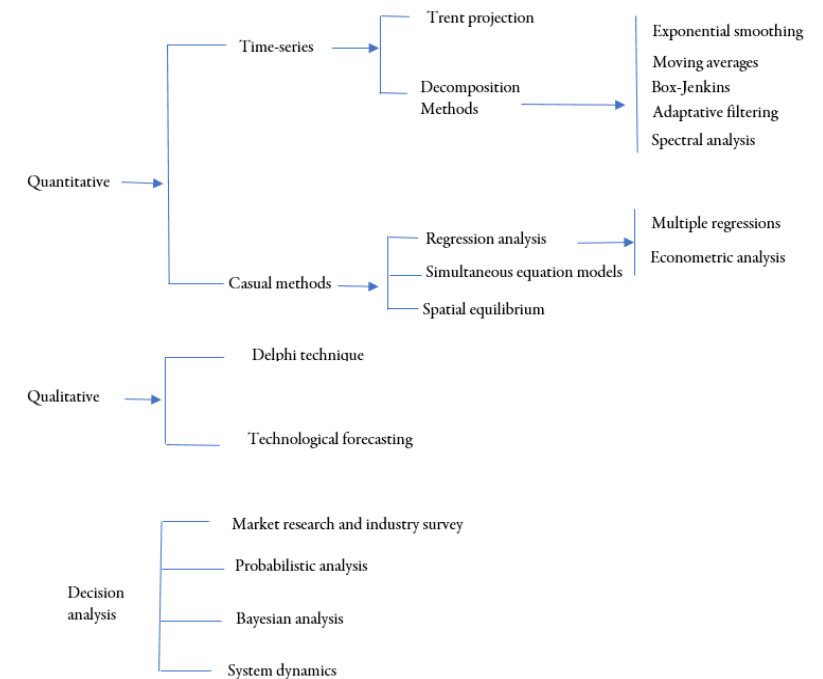 Trent projection
Time-series
Exponential smoothing
Moving averages
Decomposition
Methods
Box-Jenkins
Adaptative filtering
Spectral analysis
Quantitative
Multiple regressions
Regression analysis
Econometric analysis
Simultaneous equation models
Casual methods
Spatial equilibrium
Delphi technique
Qualitative
Technological forecasting
Market research and industry survey
Probabilistic analysis
Decision
analysis
Bayesian analysis
System dynamics